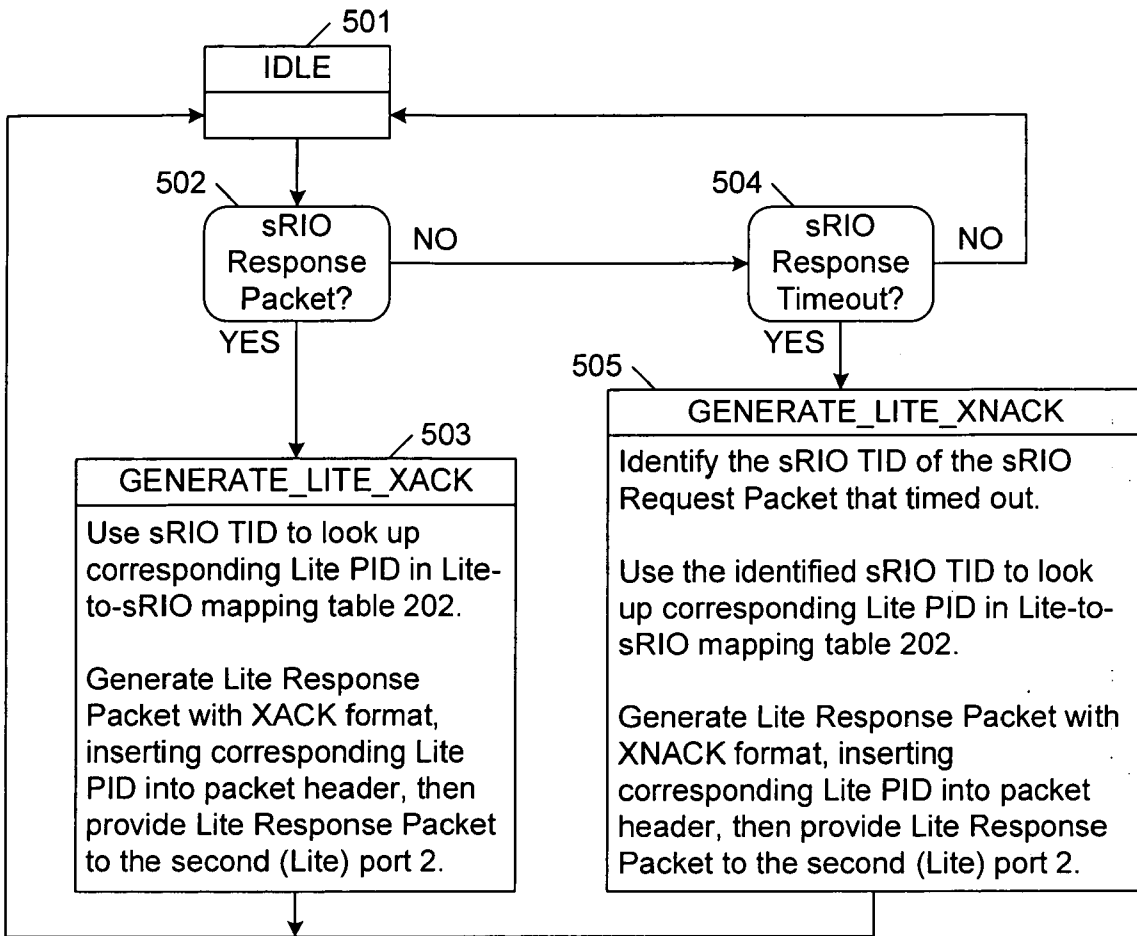 501
IDLE
502
sRIO
Response
Packet?
NO
YES
504
sRIO
Response
Timeout?
NO
YES
503
GENERATE_LITE_XACK
Use sRIO TID to look up
corresponding Lite PID in Lite-
to-sRIO mapping table 202.
Generate Lite Response
Packet with XACK format,
inserting corresponding Lite
PID into packet header, then
provide Lite Response Packet
to the second (Lite) port 2.
505
GENERATE_LITE_XNACK
Identify the sRIO TID of the sRIO
Request Packet that timed out.
Use the identified sRIO TID to look
up corresponding Lite PID in Lite-to-
sRIO mapping table 202.
Generate Lite Response Packet with
XNACK format, inserting
corresponding Lite PID into packet
header, then provide Lite Response
Packet to the second (Lite) port 2.